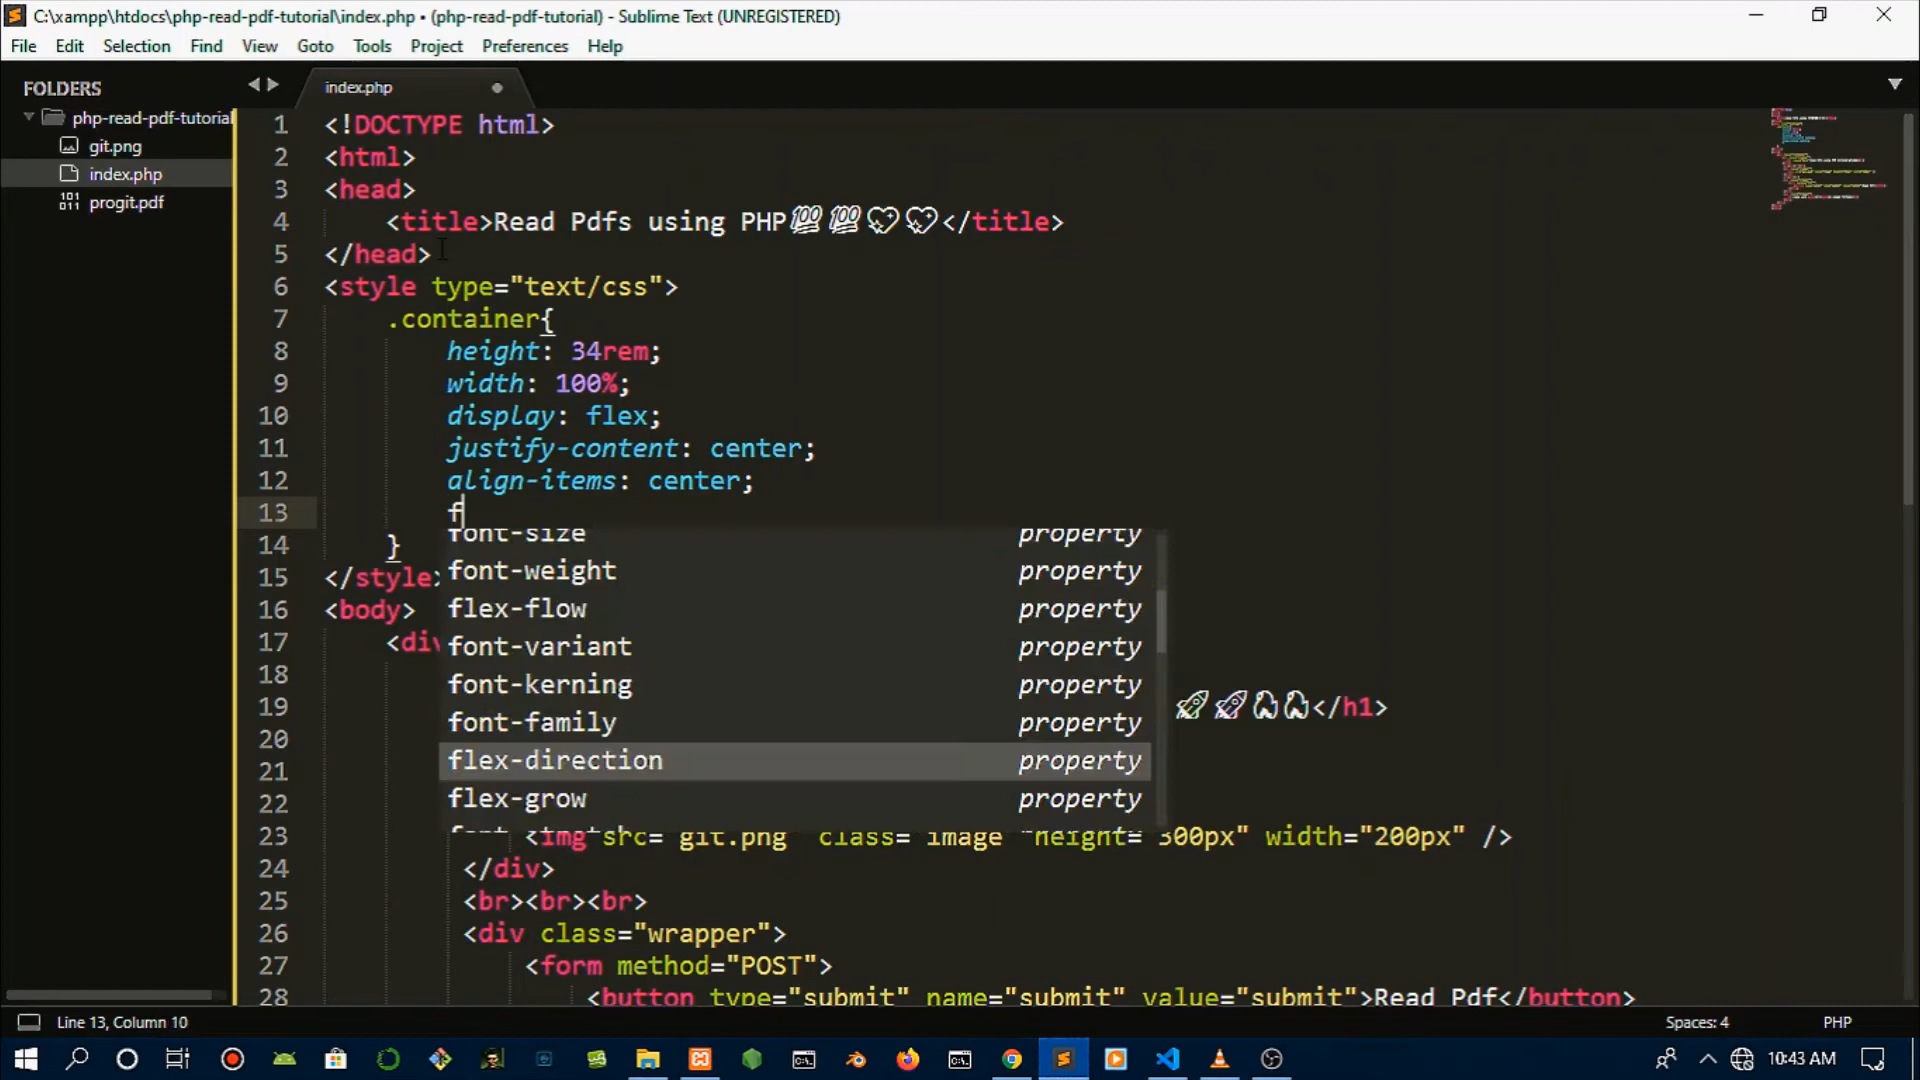 C:\xampp\htdocs\php-read-pdf-tutorial\index.php • (php-read-pdf-tutorial) - Sublime Text (UNREGISTERED)
File Edit Selection Find View Goto Tools Project Preferences Help
FOLDERS
php-read-pdf-tutorial
git.png
index.php
progit.pdf
index.php
1 <!DOCTYPE html>
2 <html>
3 <head>
4 <title>Read Pdfs using PHP💯💯💖💖</title>
5 </head>
6 <style type="text/css">
7 .container{
8 height: 34rem;
9 width: 100%;
10 display: flex;
11 justify-content: center;
12 align-items: center;
13 f
14 }
15 </style>
16 <body>
17 <div
18
19 🚀🚀</h1>
20
21
22
23 <img src= git.png class= image height= 300px" width="200px" />
24 </div>
25 <br><br><br>
26 <div class="wrapper">
27 <form method="POST">
28 <button type="submit" name="submit" value="submit">Read Pdf</button>
font-size property
font-weight property
flex-flow property
font-variant property
font-kerning property
font-family property
flex-direction property
flex-grow property
Line 13, Column 10
Spaces: 4
PHP
10:43 AM